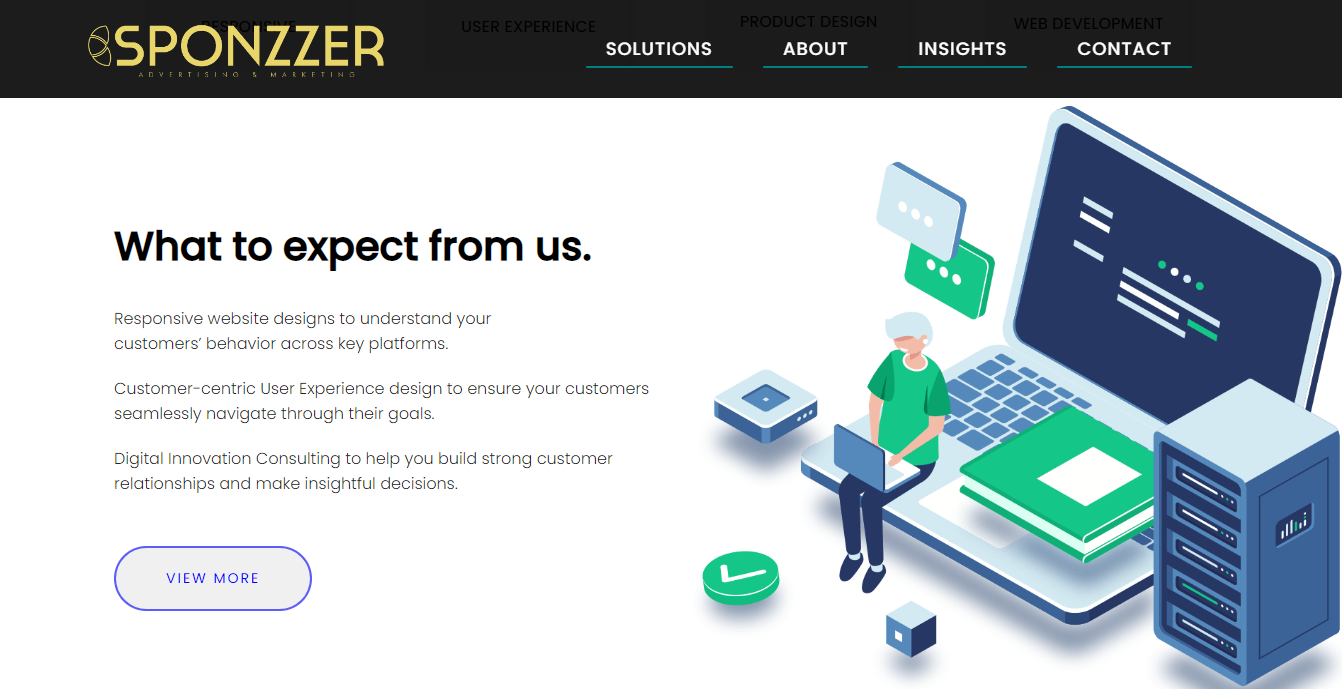 RESPONSIVE
USER EXPERIENCE
PRODUCT DESIGN
WEB DEVELOPMENT
SPONZZER
ADVERTISING & MARKETING
SOLUTIONS
ABOUT
INSIGHTS
CONTACT
What to expect from us.
Responsive website designs to understand your
customers’ behavior across key platforms.
Customer-centric User Experience design to ensure your customers
seamlessly navigate through their goals.
Digital Innovation Consulting to help you build strong customer
relationships and make insightful decisions.
VIEW MORE